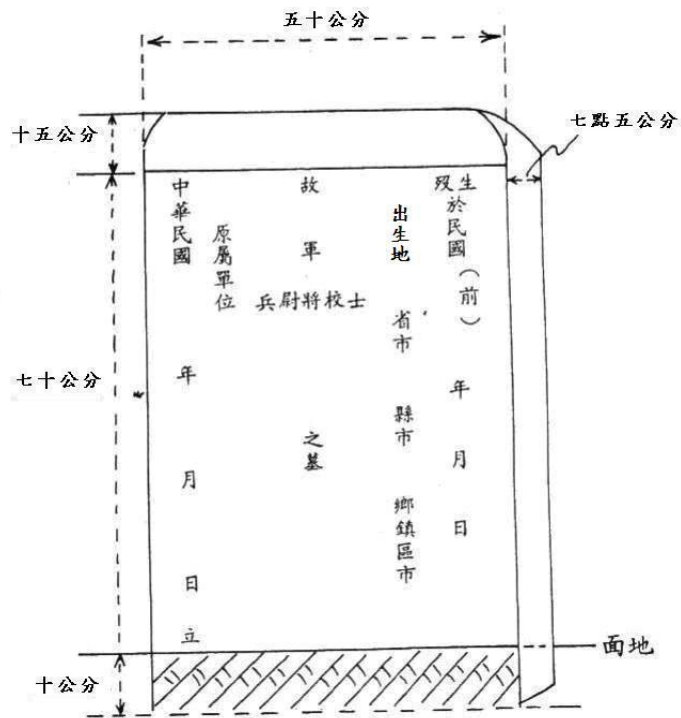 五十公分
十五公分
七點五公分
七十公分
十公分
生歿於民國（前） 年 月 日
出生地 省市 縣市 鄉鎮區市
故 軍 士校將尉兵 之墓
原屬單位
中華民國 年 月 日 立
地面